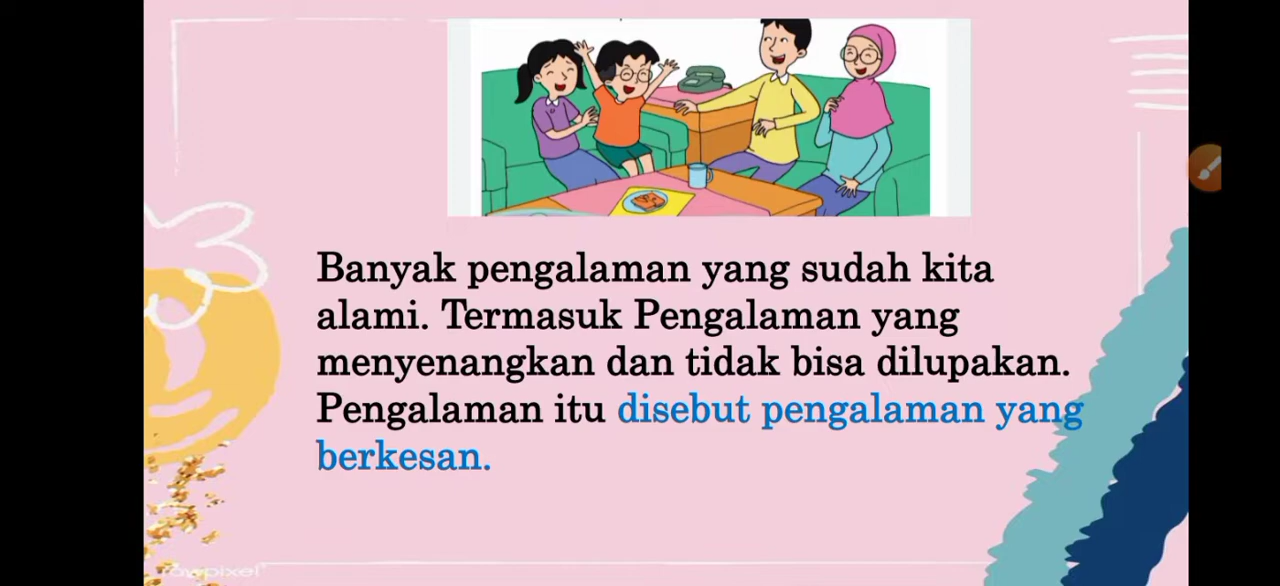 Banyak pengalaman yang sudah kita
alami. Termasuk Pengalaman yang
menyenangkan dan tidak bisa dilupakan.
Pengalaman itu disebut pengalaman yang
berkesan.
rawpixel